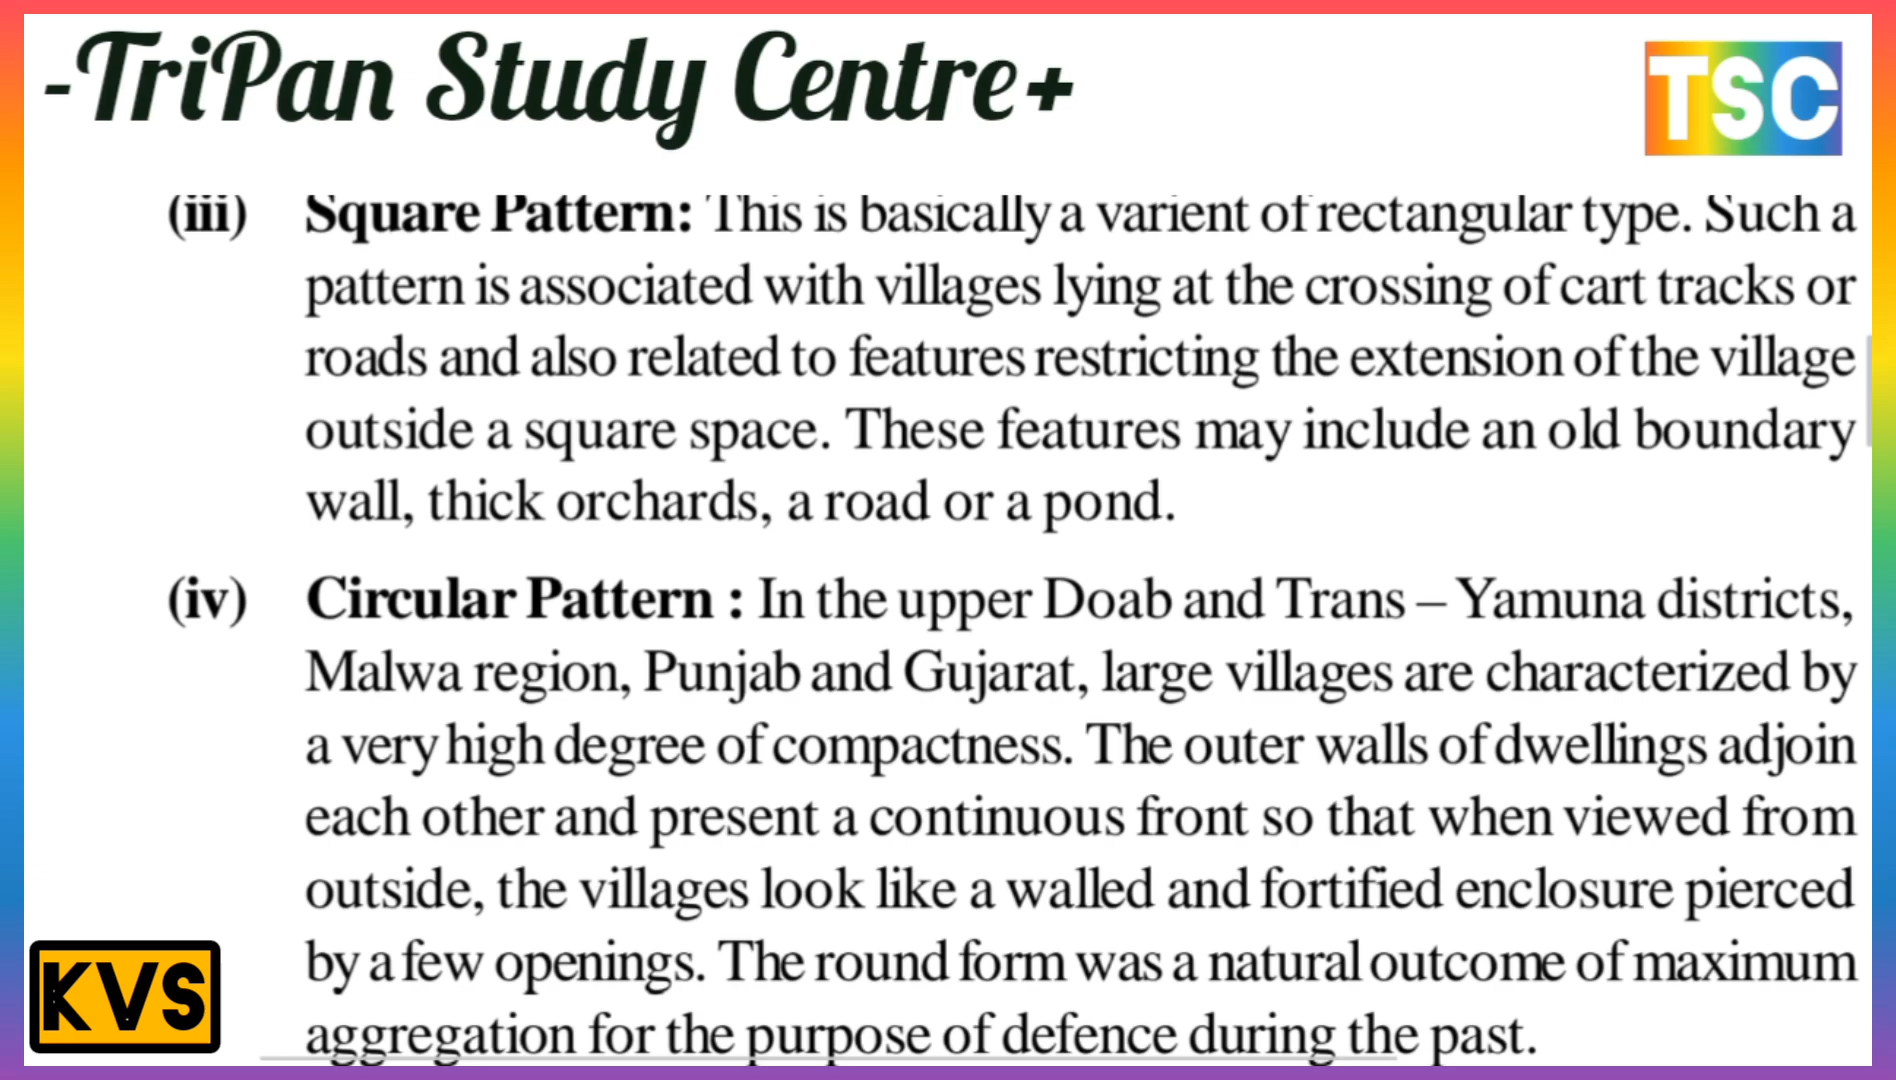 -TriPan Study Centre+
TSC
(iii) Square Pattern: This is basically a varient of rectangular type. Such a
pattern is associated with villages lying at the crossing of cart tracks or
roads and also related to features restricting the extension of the village
outside a square space. These features may include an old boundary
wall, thick orchards, a road or a pond.
(iv) Circular Pattern : In the upper Doab and Trans – Yamuna districts,
Malwa region, Punjab and Gujarat, large villages are characterized by
a very high degree of compactness. The outer walls of dwellings adjoin
each other and present a continuous front so that when viewed from
outside, the villages look like a walled and fortified enclosure pierced
by a few openings. The round form was a natural outcome of maximum
aggregation for the purpose of defence during the past.
KVS